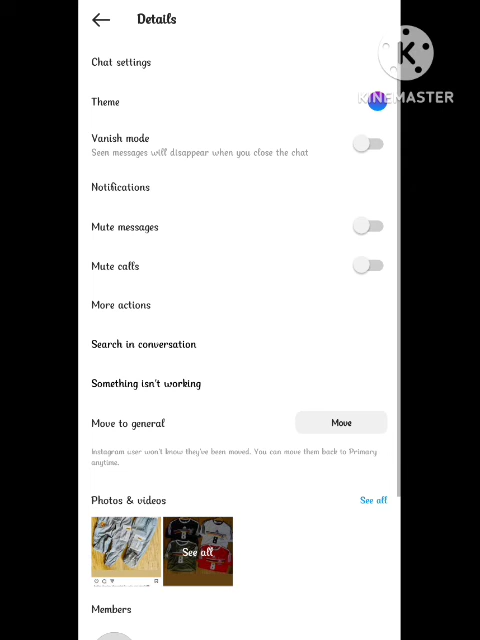 Details
K
KINEMASTER
Chat settings
Theme
Vanish mode
Seen messages will disappear when you close the chat
Notifications
Mute messages
Mute calls
More actions
Search in conversation
Something isn't working
Move to general
Move
Instagram user won't know they've been moved. You can move them back to Primary
anytime.
Photos & videos
See all
See all
Members